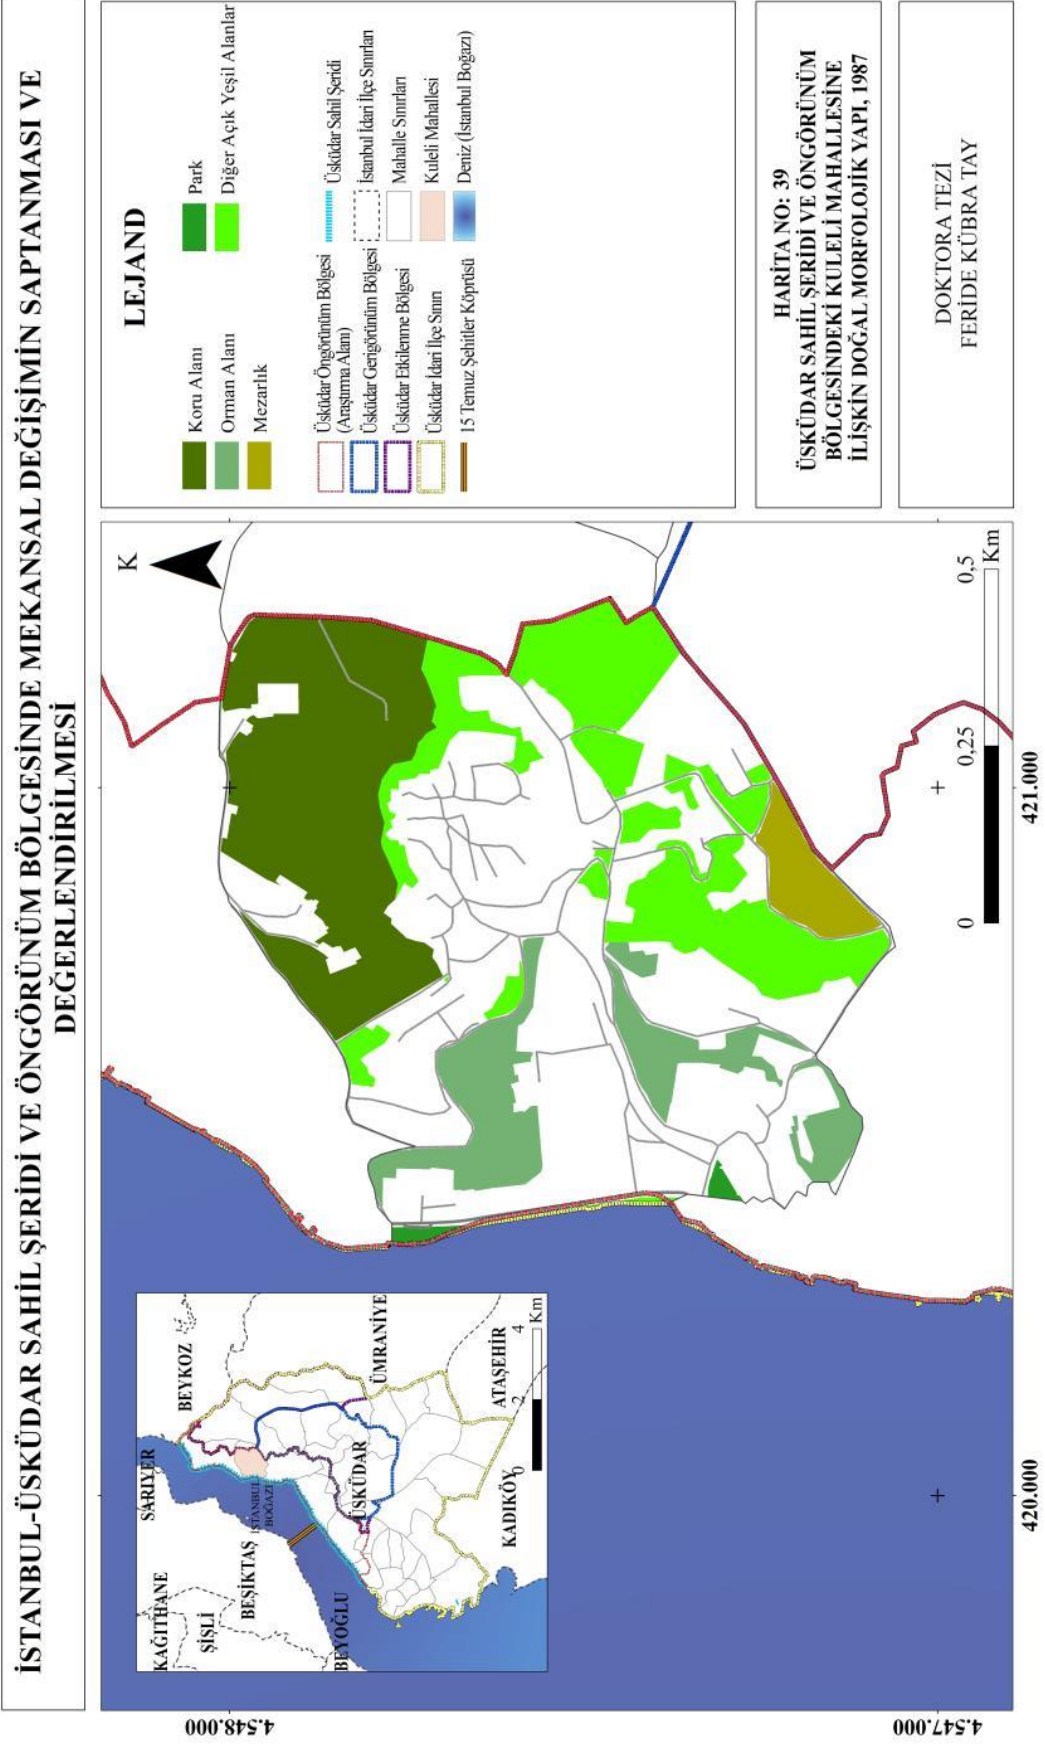 İSTANBUL-ÜSKÜDAR SAHİL ŞERİDİ VE ÖNGÖRÜNÜM BÖLGESİNDE MEKANSAL DEĞİŞİMİN SAPTANMASI VE
DEĞERLENDİRİLMESİ
4.548.000
4.547.000
420.000
421.000
K
0
0,25
0,5
Km
SARIYER
BEYKOZ
KAĞITHANE
ŞİŞLİ
BEŞİKTAŞ
İSTANBUL
BOĞAZI
BEYOĞLU
ÜSKÜDAR
ÜMRANİYE
KADIKÖY
ATAŞEHİR
0
2
4
Km
LEJAND
Koru Alanı
Orman Alanı
Mezarlık
Park
Diğer Açık Yeşil Alanlar
Üsküdar Öngörünüm Bölgesi
(Araştırma Alanı)
Üsküdar Gerigörünüm Bölgesi
Üsküdar Etkilenme Bölgesi
Üsküdar İdari İlçe Sınırı
15 Temuz Şehitler Köprüsü
Üsküdar Sahil Şeridi
İstanbul İdari İlçe Sınırları
Mahalle Sınırları
Kuleli Mahallesi
Deniz (İstanbul Boğazı)
HARİTA NO: 39
ÜSKÜDAR SAHİL ŞERİDİ VE ÖNGÖRÜNÜM
BÖLGESİNDEKİ KULELİ MAHALLESİNE
İLİŞKİN DOĞAL MORFOLOJİK YAPI, 1987
DOKTORA TEZİ
FERİDE KÜBRA TAY